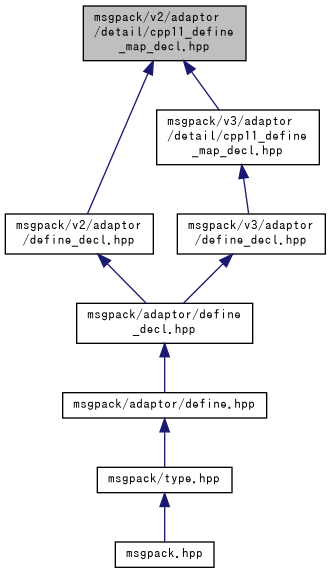 msgpack/v2/adaptor
/detail/cpp11_define
_map_decl.hpp
msgpack/v3/adaptor
/detail/cpp11_define
_map_decl.hpp
msgpack/v2/adaptor
/define_decl.hpp
msgpack/v3/adaptor
/define_decl.hpp
msgpack/adaptor/define
_decl.hpp
msgpack/adaptor/define.hpp
msgpack/type.hpp
msgpack.hpp